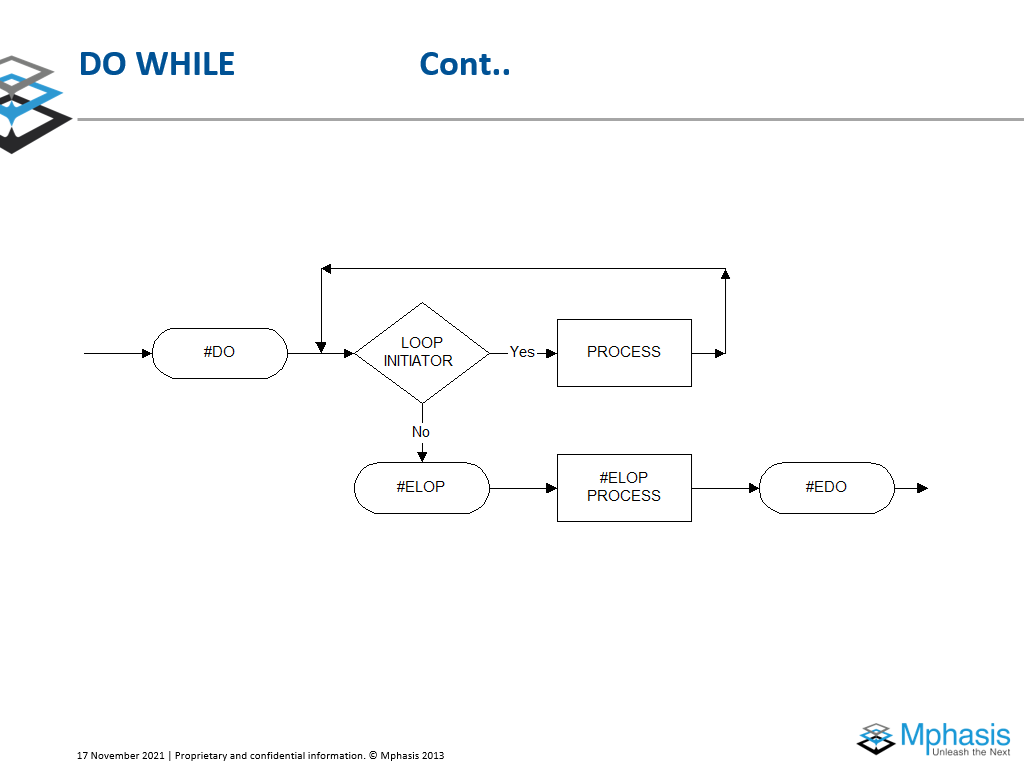 DO WHILE Cont..
#DO
LOOP
INITIATOR
Yes
PROCESS
No
#ELOP
#ELOP
PROCESS
#EDO
17 November 2021 | Proprietary and confidential information. © Mphasis 2013
Mphasis
Unleash the Next